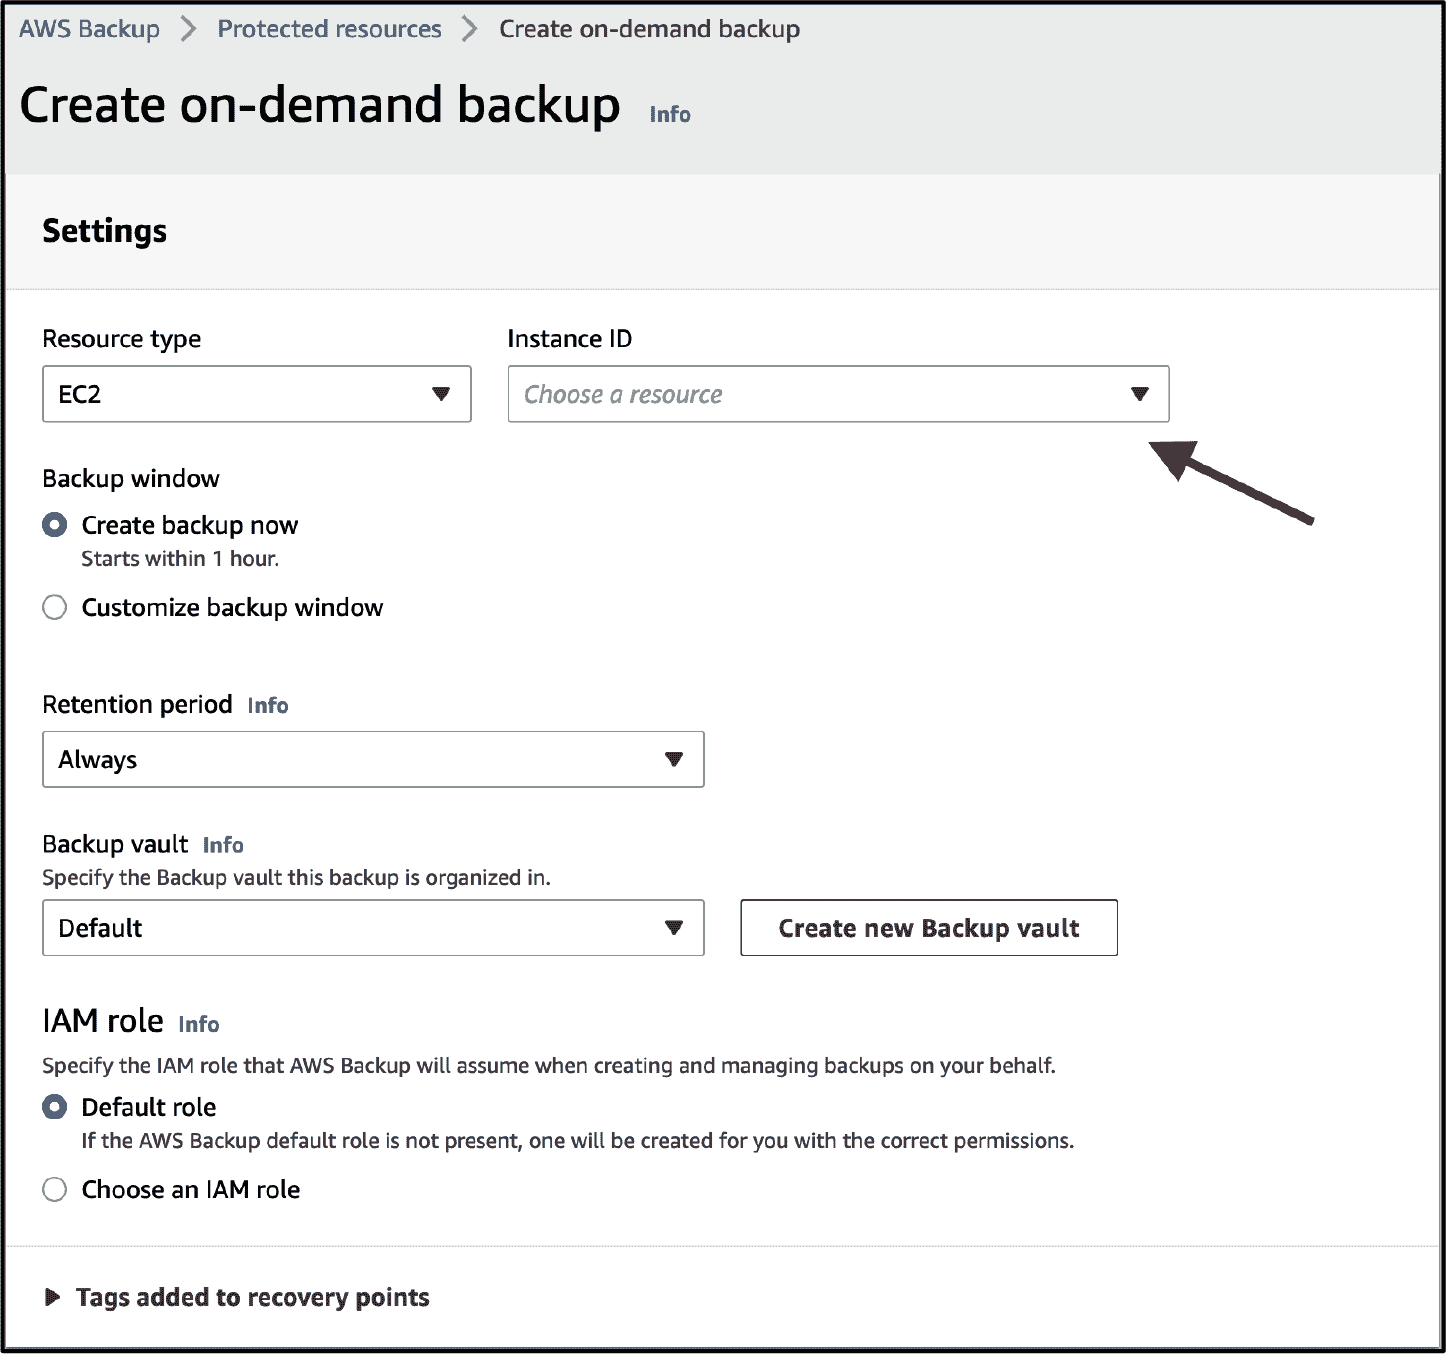 AWS Backup > Protected resources > Create on-demand backup
Create on-demand backup Info
Settings
Resource type Instance ID
EC2 Choose a resource
Backup window
Create backup now
Starts within 1 hour.
Customize backup window
Retention period Info
Always
Backup vault Info
Specify the Backup vault this backup is organized in.
Default Create new Backup vault
IAM role Info
Specify the IAM role that AWS Backup will assume when creating and managing backups on your behalf.
Default role
If the AWS Backup default role is not present, one will be created for you with the correct permissions.
Choose an IAM role
Tags added to recovery points